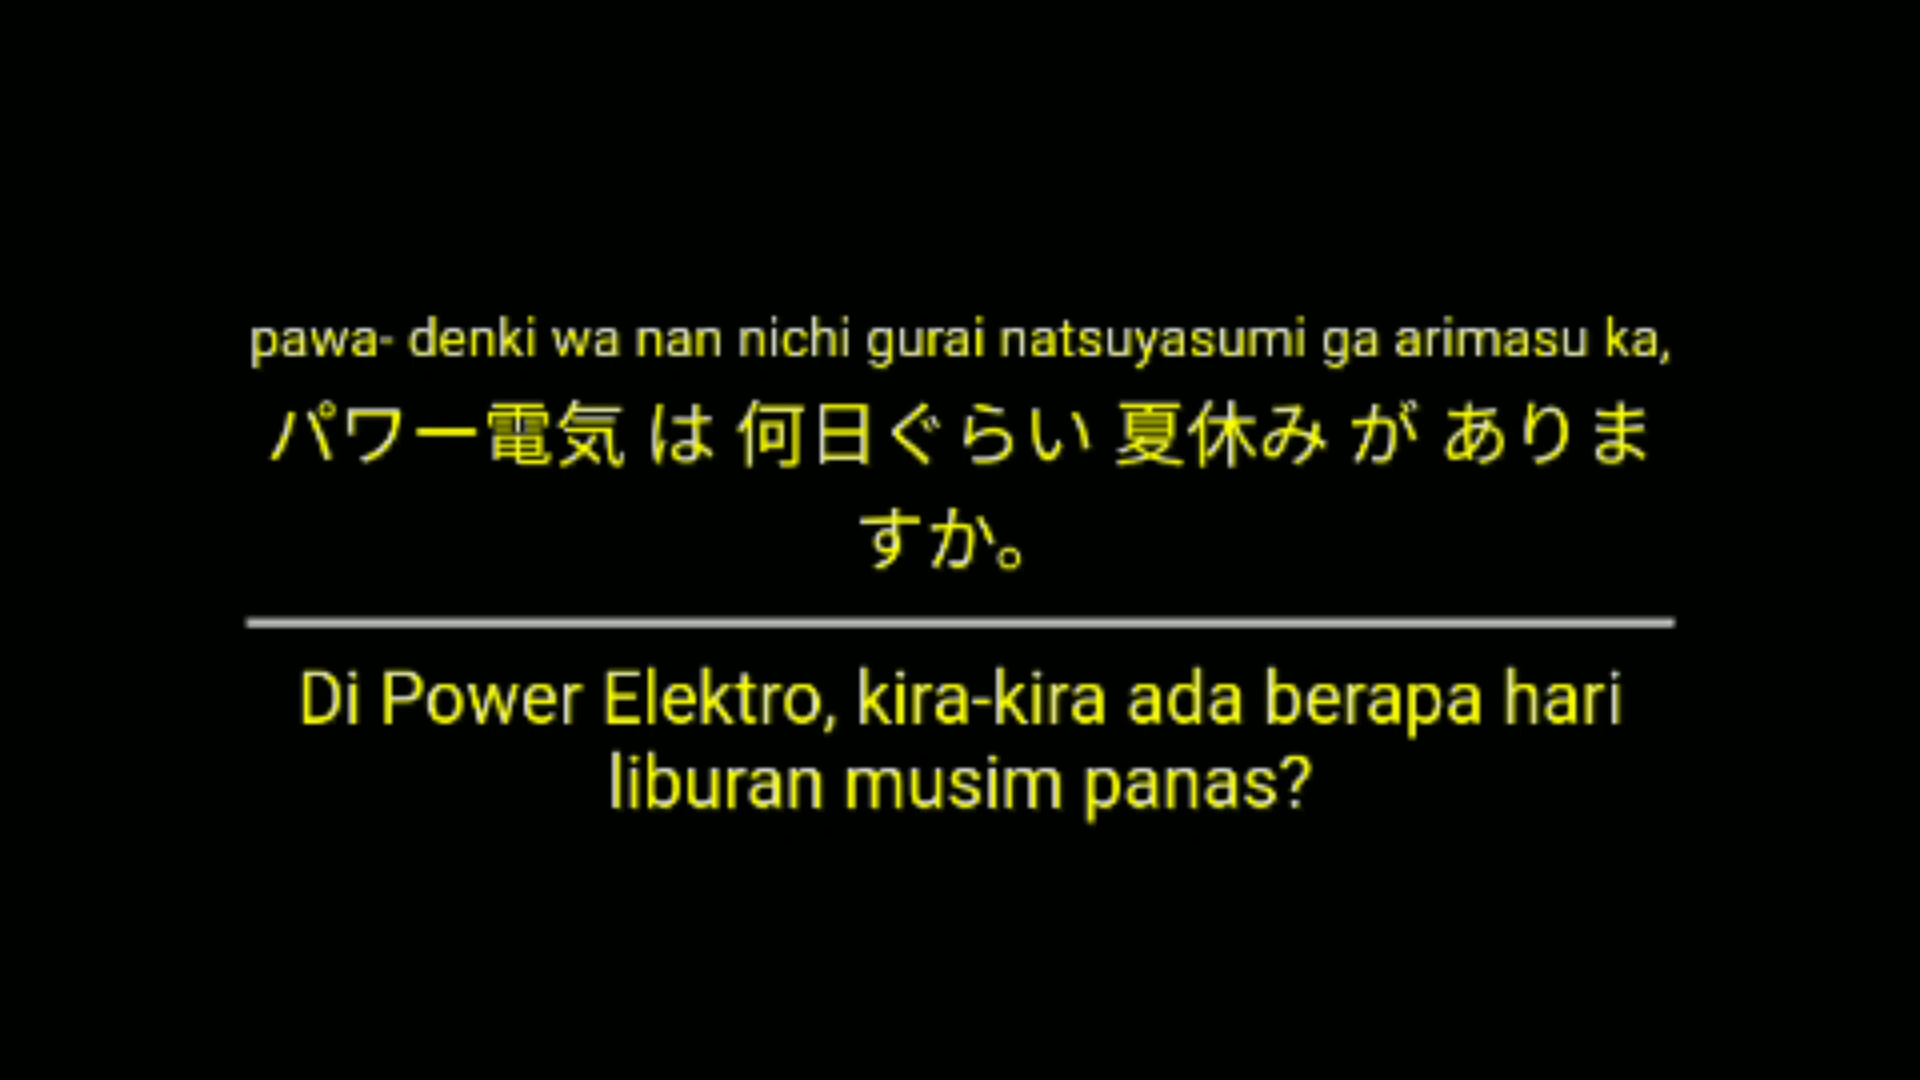 pawa- denki wa nan nichi gurai natsuyasumi ga arimasu ka,
パワー電気 は 何日ぐらい 夏休み が ありま
すか。
Di Power Elektro, kira-kira ada berapa hari
liburan musim panas?